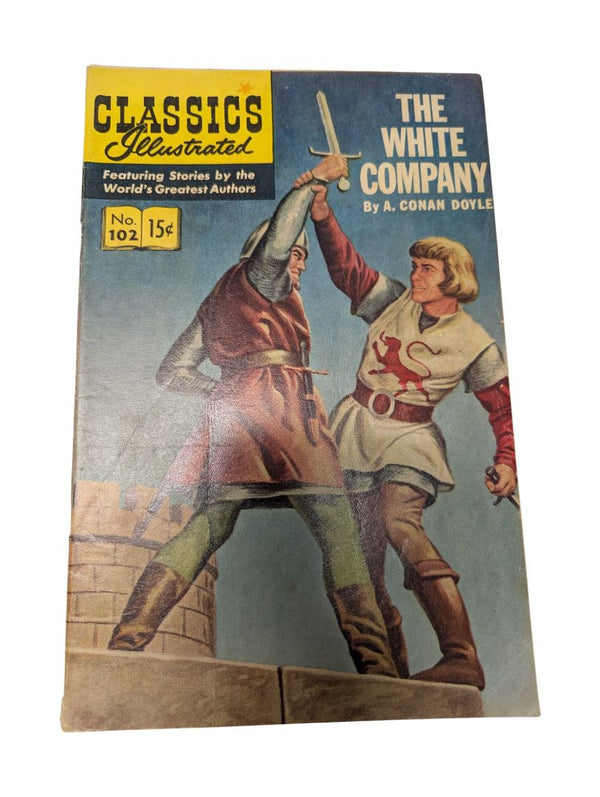 CLASSICS
Illustrated
Featuring Stories by the
World's Greatest Authors
No.
102
15¢
THE
WHITE
COMPANY
By A. CONAN DOYLE